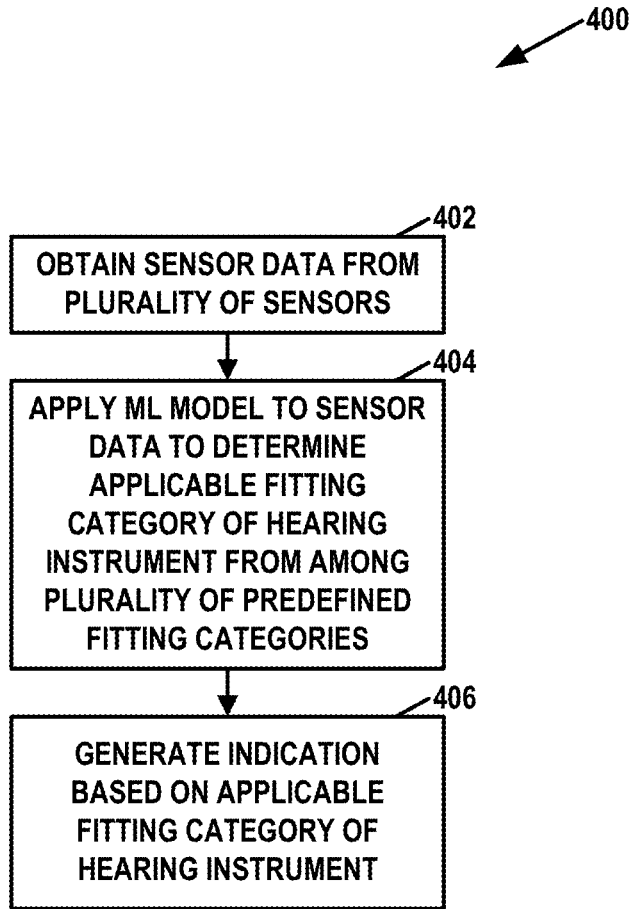 400
402
OBTAIN SENSOR DATA FROM
PLURALITY OF SENSORS
404
APPLY ML MODEL TO SENSOR
DATA TO DETERMINE
APPLICABLE FITTING
CATEGORY OF HEARING
INSTRUMENT FROM AMONG
PLURALITY OF PREDEFINED
FITTING CATEGORIES
406
GENERATE INDICATION
BASED ON APPLICABLE
FITTING CATEGORY OF
HEARING INSTRUMENT